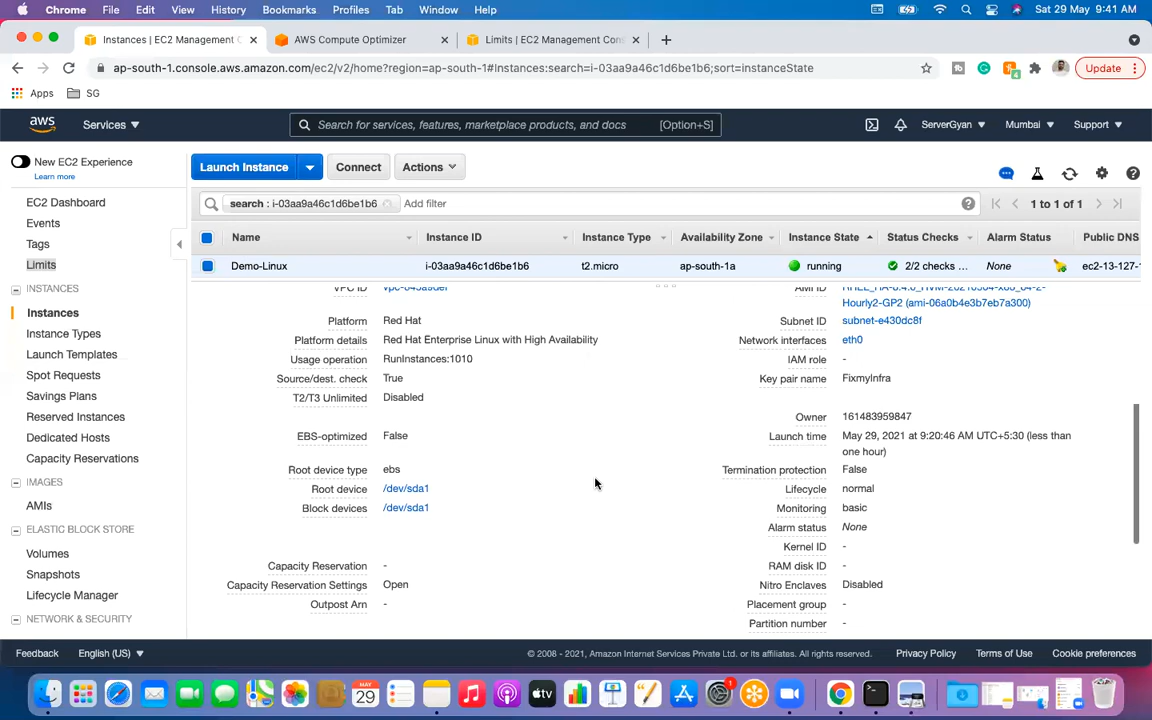 Chrome File Edit View History Bookmarks Profiles Tab Window Help Sat 29 May 9:41 AM
Instances | EC2 Management C AWS Compute Optimizer Limits | EC2 Management Cons
ap-south-1.console.aws.amazon.com/ec2/v2/home?region=ap-south-1#Instances:search=i-03aa9a46c1d6be1b6;sort=instanceState Update
Apps SG
aws Services Search for services, features, marketplace products, and docs [Option+S] ServerGyan Mumbai Support
New EC2 Experience
Learn more
Launch Instance Connect Actions
EC2 Dashboard
Events
Tags
Limits
INSTANCES
Instances
Instance Types
Launch Templates
Spot Requests
Savings Plans
Reserved Instances
Dedicated Hosts
Capacity Reservations
IMAGES
AMIs
ELASTIC BLOCK STORE
Volumes
Snapshots
Lifecycle Manager
NETWORK & SECURITY
search : i-03aa9a46c1d6be1b6 Add filter 1 to 1 of 1
Name Instance ID Instance Type Availability Zone Instance State Status Checks Alarm Status Public DNS
Demo-Linux i-03aa9a46c1d6be1b6 t2.micro ap-south-1a running 2/2 checks ... None ec2-13-127-
VPC ID
Platform Red Hat
Platform details Red Hat Enterprise Linux with High Availability
Usage operation RunInstances:1010
Source/dest. check True
T2/T3 Unlimited Disabled
EBS-optimized False
Root device type ebs
Root device /dev/sda1
Block devices /dev/sda1
Capacity Reservation -
Capacity Reservation Settings Open
Outpost Arn -
AMI ID
Hourly2-GP2 (ami-06a0b4e3b7eb7a300)
Subnet ID subnet-e430dc8f
Network interfaces eth0
IAM role -
Key pair name FixmyInfra
Owner 161483959847
Launch time May 29, 2021 at 9:20:46 AM UTC+5:30 (less than
one hour)
Termination protection False
Lifecycle normal
Monitoring basic
Alarm status None
Kernel ID -
RAM disk ID -
Nitro Enclaves Disabled
Placement group -
Partition number -
Feedback English (US) © 2008 - 2021, Amazon Internet Services Private Ltd. or its affiliates. All rights reserved. Privacy Policy Terms of Use Cookie preferences
MAY
29
tv
1